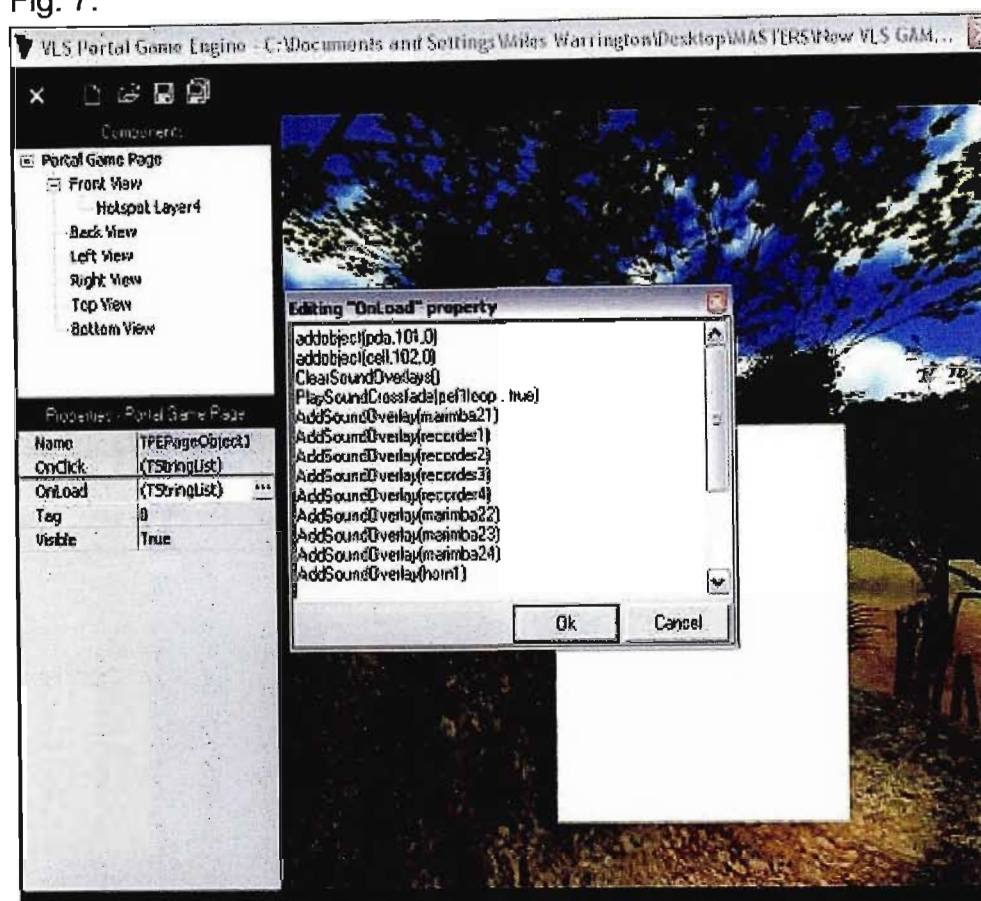 Fig. 7.
VLS Portal Game Engine - C:\Documents and Settings\Miles Warrington\Desktop\MASTERS\New VLS GAM...
Components
Portal Game Page
Front View
Hotspot Layer4
Back View
Left View
Right View
Top View
Bottom View
Properties - Portal Game Page
Name TPEPageObject1
OnClick (TStringList)
OnLoad (TStringList) ...
Tag 0
Visible True
Editing "OnLoad" property
addobject(pda,101,0)
addobject(cell,102,0)
ClearSoundOverlays()
PlaySoundCrossfade(pef1loop , true)
AddSoundOverlay(marimba21)
AddSoundOverlay(recorder1)
AddSoundOverlay(recorder2)
AddSoundOverlay(recorder3)
AddSoundOverlay(recorder4)
AddSoundOverlay(marimba22)
AddSoundOverlay(marimba23)
AddSoundOverlay(marimba24)
AddSoundOverlay(horn1)
Ok Cancel